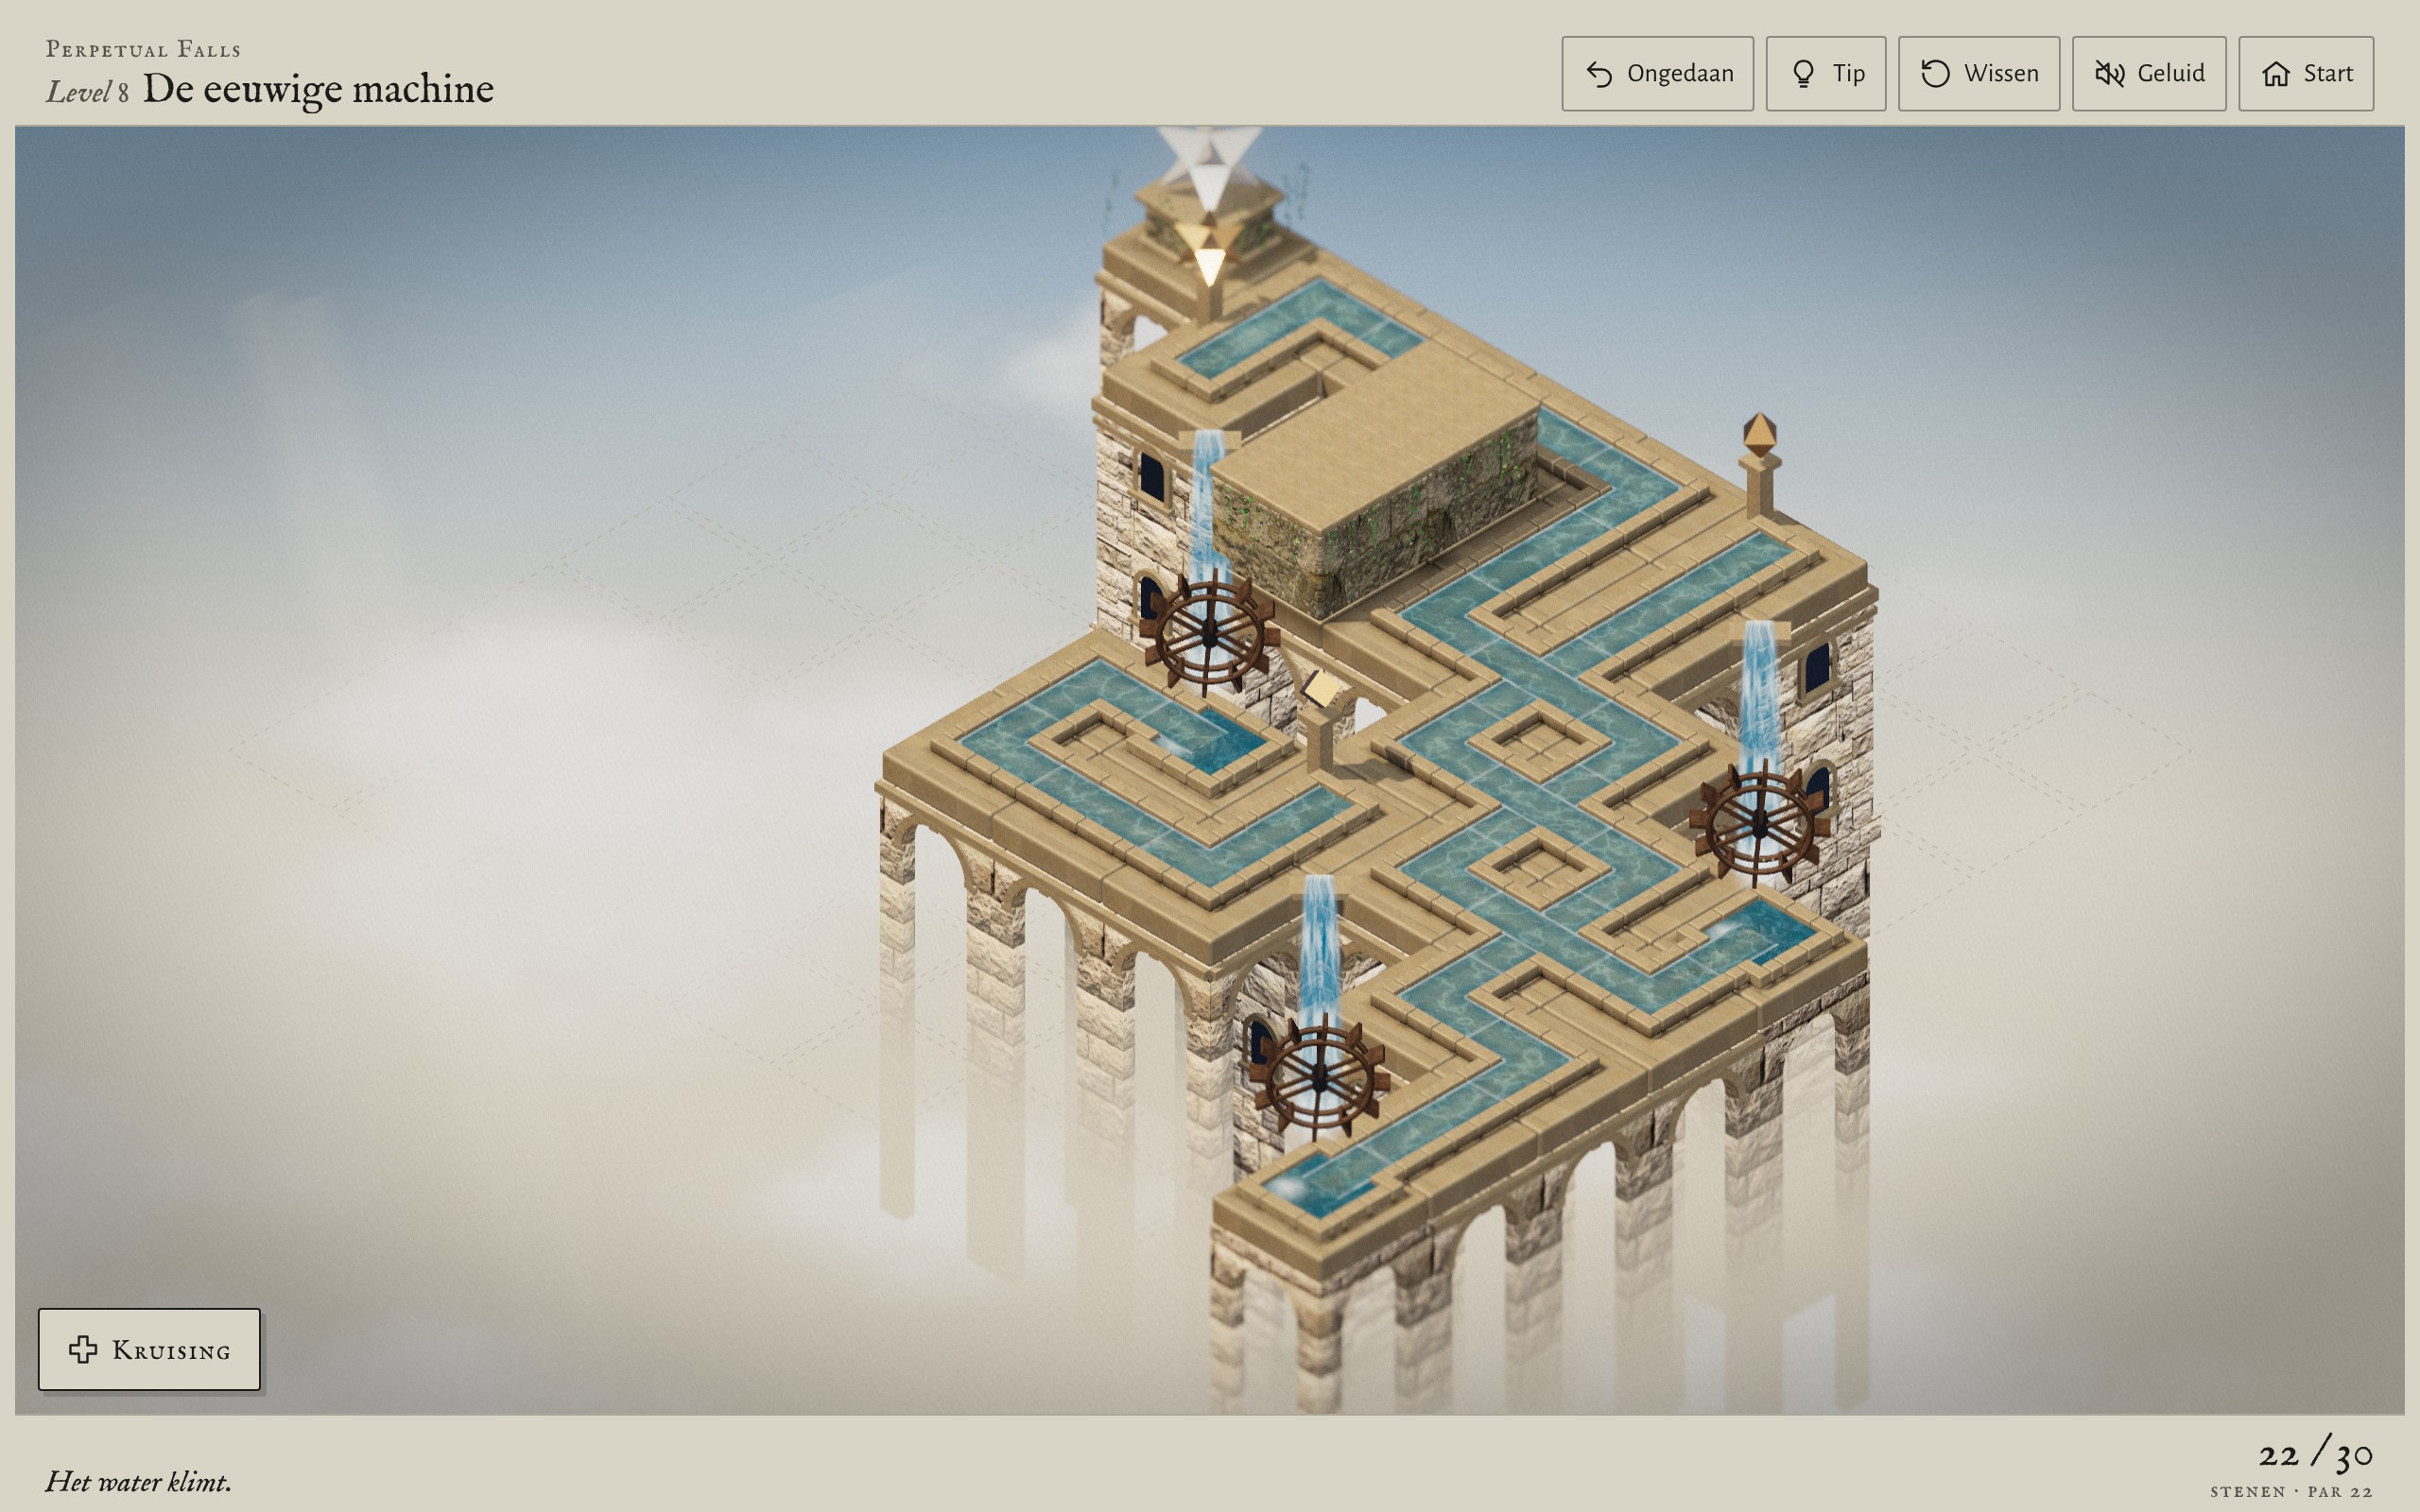 Perpetual Falls
Level 8 De eeuwige machine
Ongedaan
Tip
Wissen
Geluid
Start
Kruising
Het water klimt.
22 / 30
stenen · par 22